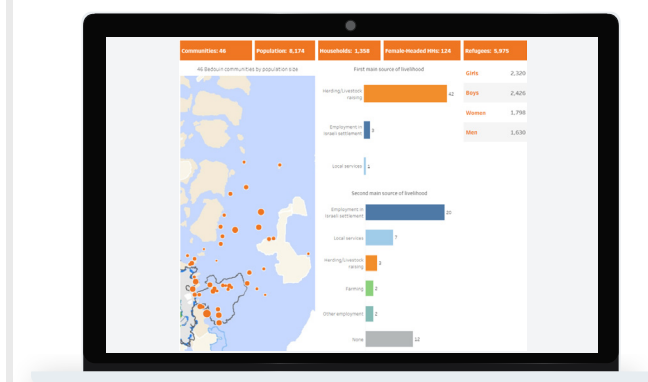 Communities: 46
Population: 8,174
Households: 1,358
Female-Headed HHs: 124
Refugees: 5,975
46 Bedouin communities by population size
First main source of livelihood
Herding/Livestock
raising
42
Employment in
Israeli settlement
3
Local services
1
Second main source of livelihood
Employment in
Israeli settlement
20
Local services
7
Herding/Livestock
raising
3
Farming
2
Other employment
2
None
12
Girls 2,320
Boys 2,426
Women 1,798
Men 1,630